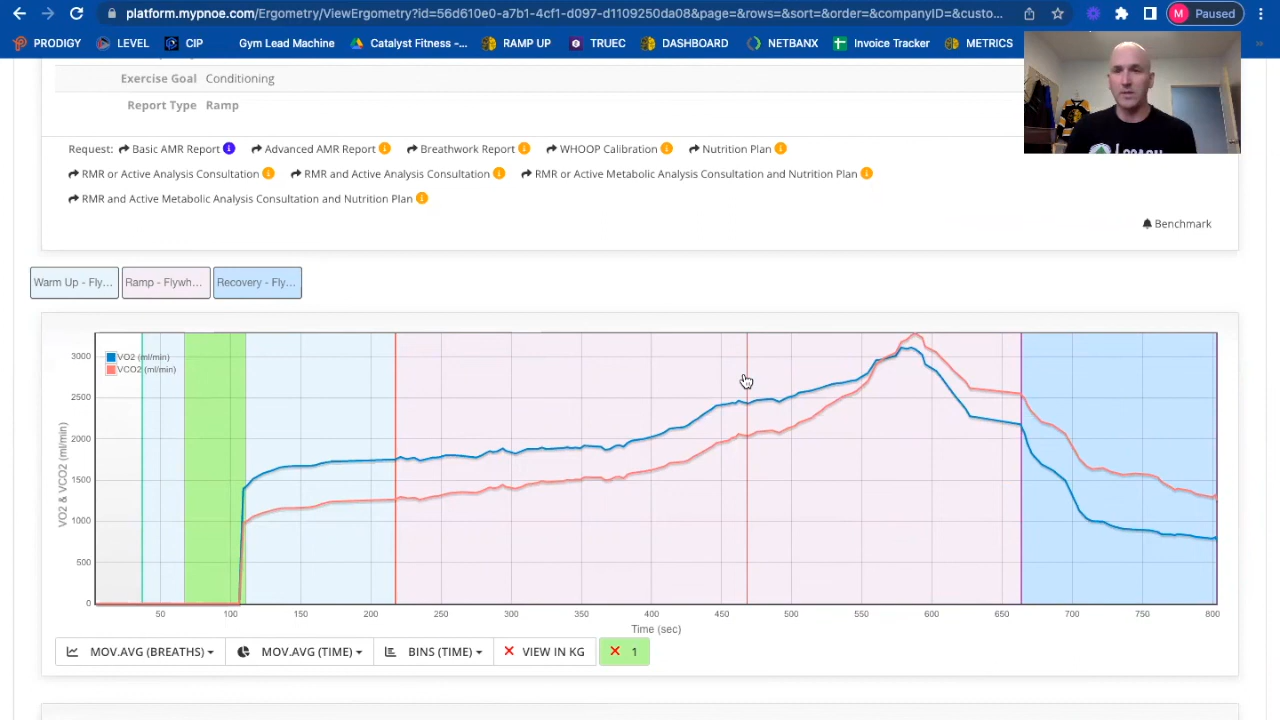 platform.mypnoe.com/Ergometry/ViewErgometry?id=56d610e0-a7b1-4cf1-d097-d1109250da08&page=&rows=&sort=&order=&companyID=&custo...
M Paused
PRODIGY LEVEL CIP Gym Lead Machine Catalyst Fitness -... RAMP UP TRUEC DASHBOARD NETBANX Invoice Tracker METRICS »
Exercise Goal Conditioning
Report Type Ramp
Request: Basic AMR Report Advanced AMR Report Breathwork Report WHOOP Calibration Nutrition Plan
RMR or Active Analysis Consultation RMR and Active Analysis Consultation RMR or Active Metabolic Analysis Consultation and Nutrition Plan
RMR and Active Metabolic Analysis Consultation and Nutrition Plan
Benchmark
Warm Up - Fly... Ramp - Flywh... Recovery - Fly...
VO2 (ml/min)
VCO2 (ml/min)
VO2 & VCO2 (ml/min)
3000
2500
2000
1500
1000
500
0
50 100 150 200 250 300 350 400 450 500 550 600 650 700 750 800
Time (sec)
MOV.AVG (BREATHS) MOV.AVG (TIME) BINS (TIME) VIEW IN KG 1